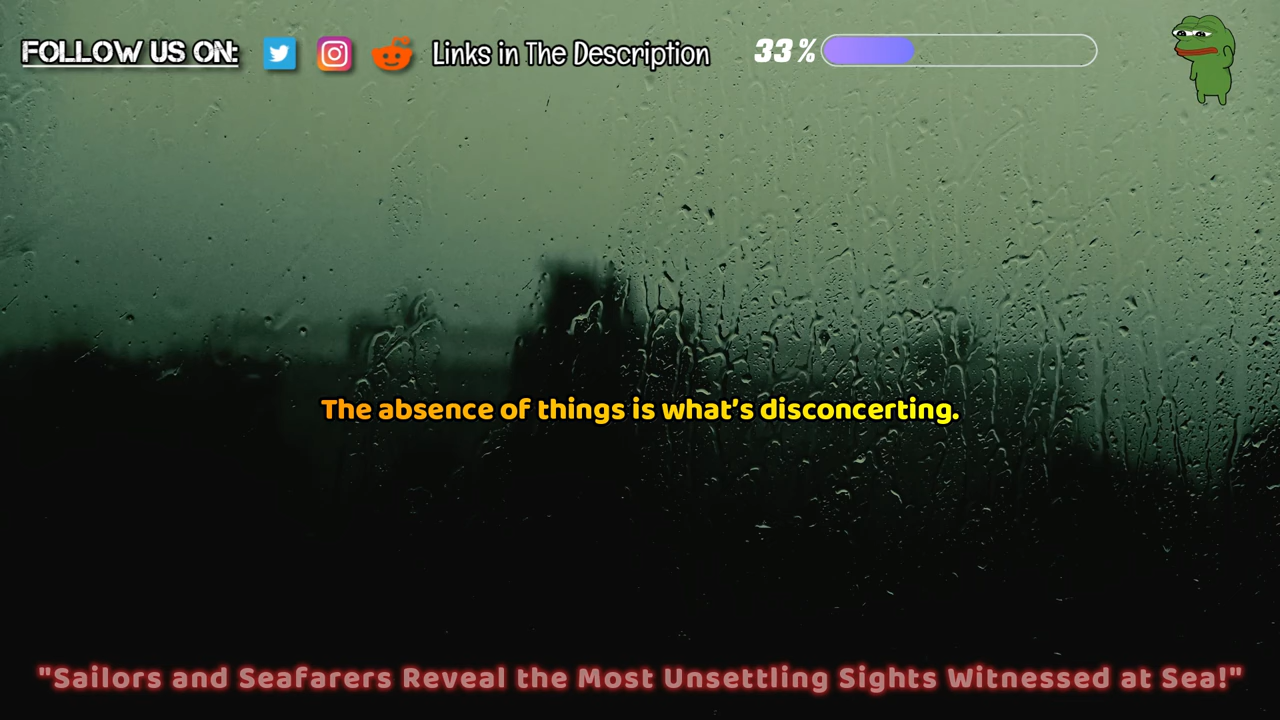 FOLLOW US ON: Links in The Description 33%
The absence of things is what's disconcerting.
"Sailors and Seafarers Reveal the Most Unsettling Sights Witnessed at Sea!"